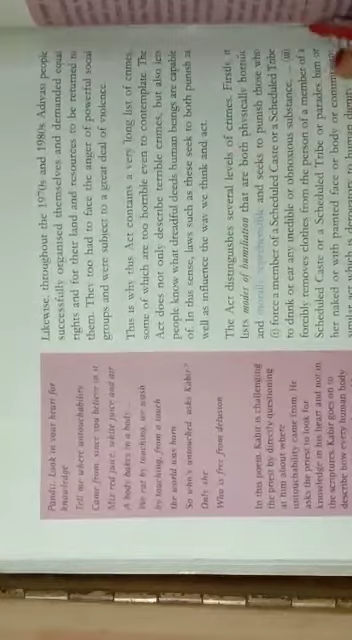 Pandit, look in your heart for
knowledge
Tell me where untouchability
Came from, since you believe in it
Mix red juice, white juice and air
A body bakes in a body...
We eat by touching, we wash
by touching, from a touch
the world was born
So who's untouched asks Kabir?
Only she
Who is free from delusion
In this poem, Kabir is challenging
the priest by directly questioning
at him about where
untouchability came from. He
asks the priest to look for
knowledge in his heart and not in
the scriptures. Kabir goes on to
describe how every human body
Likewise, throughout the 1970s and 1980s Adivasi people
successfully organised themselves and demanded equal
rights and for their land and resources to be returned to
them. They too had to face the anger of powerful social
groups and were subject to a great deal of violence.
This is why this Act contains a very long list of crimes,
some of which are too horrible even to contemplate. The
Act does not only describe terrible crimes, but also lets
people know what dreadful deeds human beings are capable
of. In this sense, laws such as these seek to both punish as
well as influence the way we think and act.
The Act distinguishes several levels of crimes. Firstly, it
lists modes of humiliation that are both physically horrific
and morally reprehensible and seeks to punish those who
(i) force a member of a Scheduled Caste or a Scheduled Tribe
to drink or eat any inedible or obnoxious substance,
forcibly removes clothes from the person of a member of a
Scheduled Caste or a Scheduled Tribe or parades him or
her naked or with painted face or body or commits any
similar act which is derogatory to human dignity